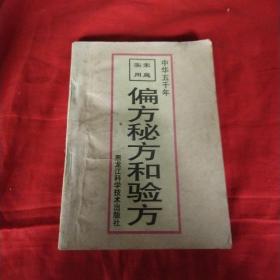 中华五千年
家庭实用
偏方秘方和验方
黑龙江科学技术出版社